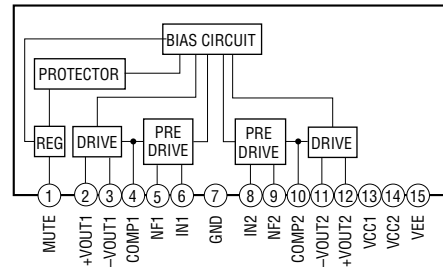 BIAS CIRCUIT
PROTECTOR
REG
DRIVE
PRE
DRIVE
PRE
DRIVE
DRIVE
1
2
3
4
5
6
7
8
9
10
11
12
13
14
15
MUTE
+VOUT1
–VOUT1
COMP1
NF1
IN1
GND
IN2
NF2
COMP2
–VOUT2
+VOUT2
VCC1
VCC2
VEE